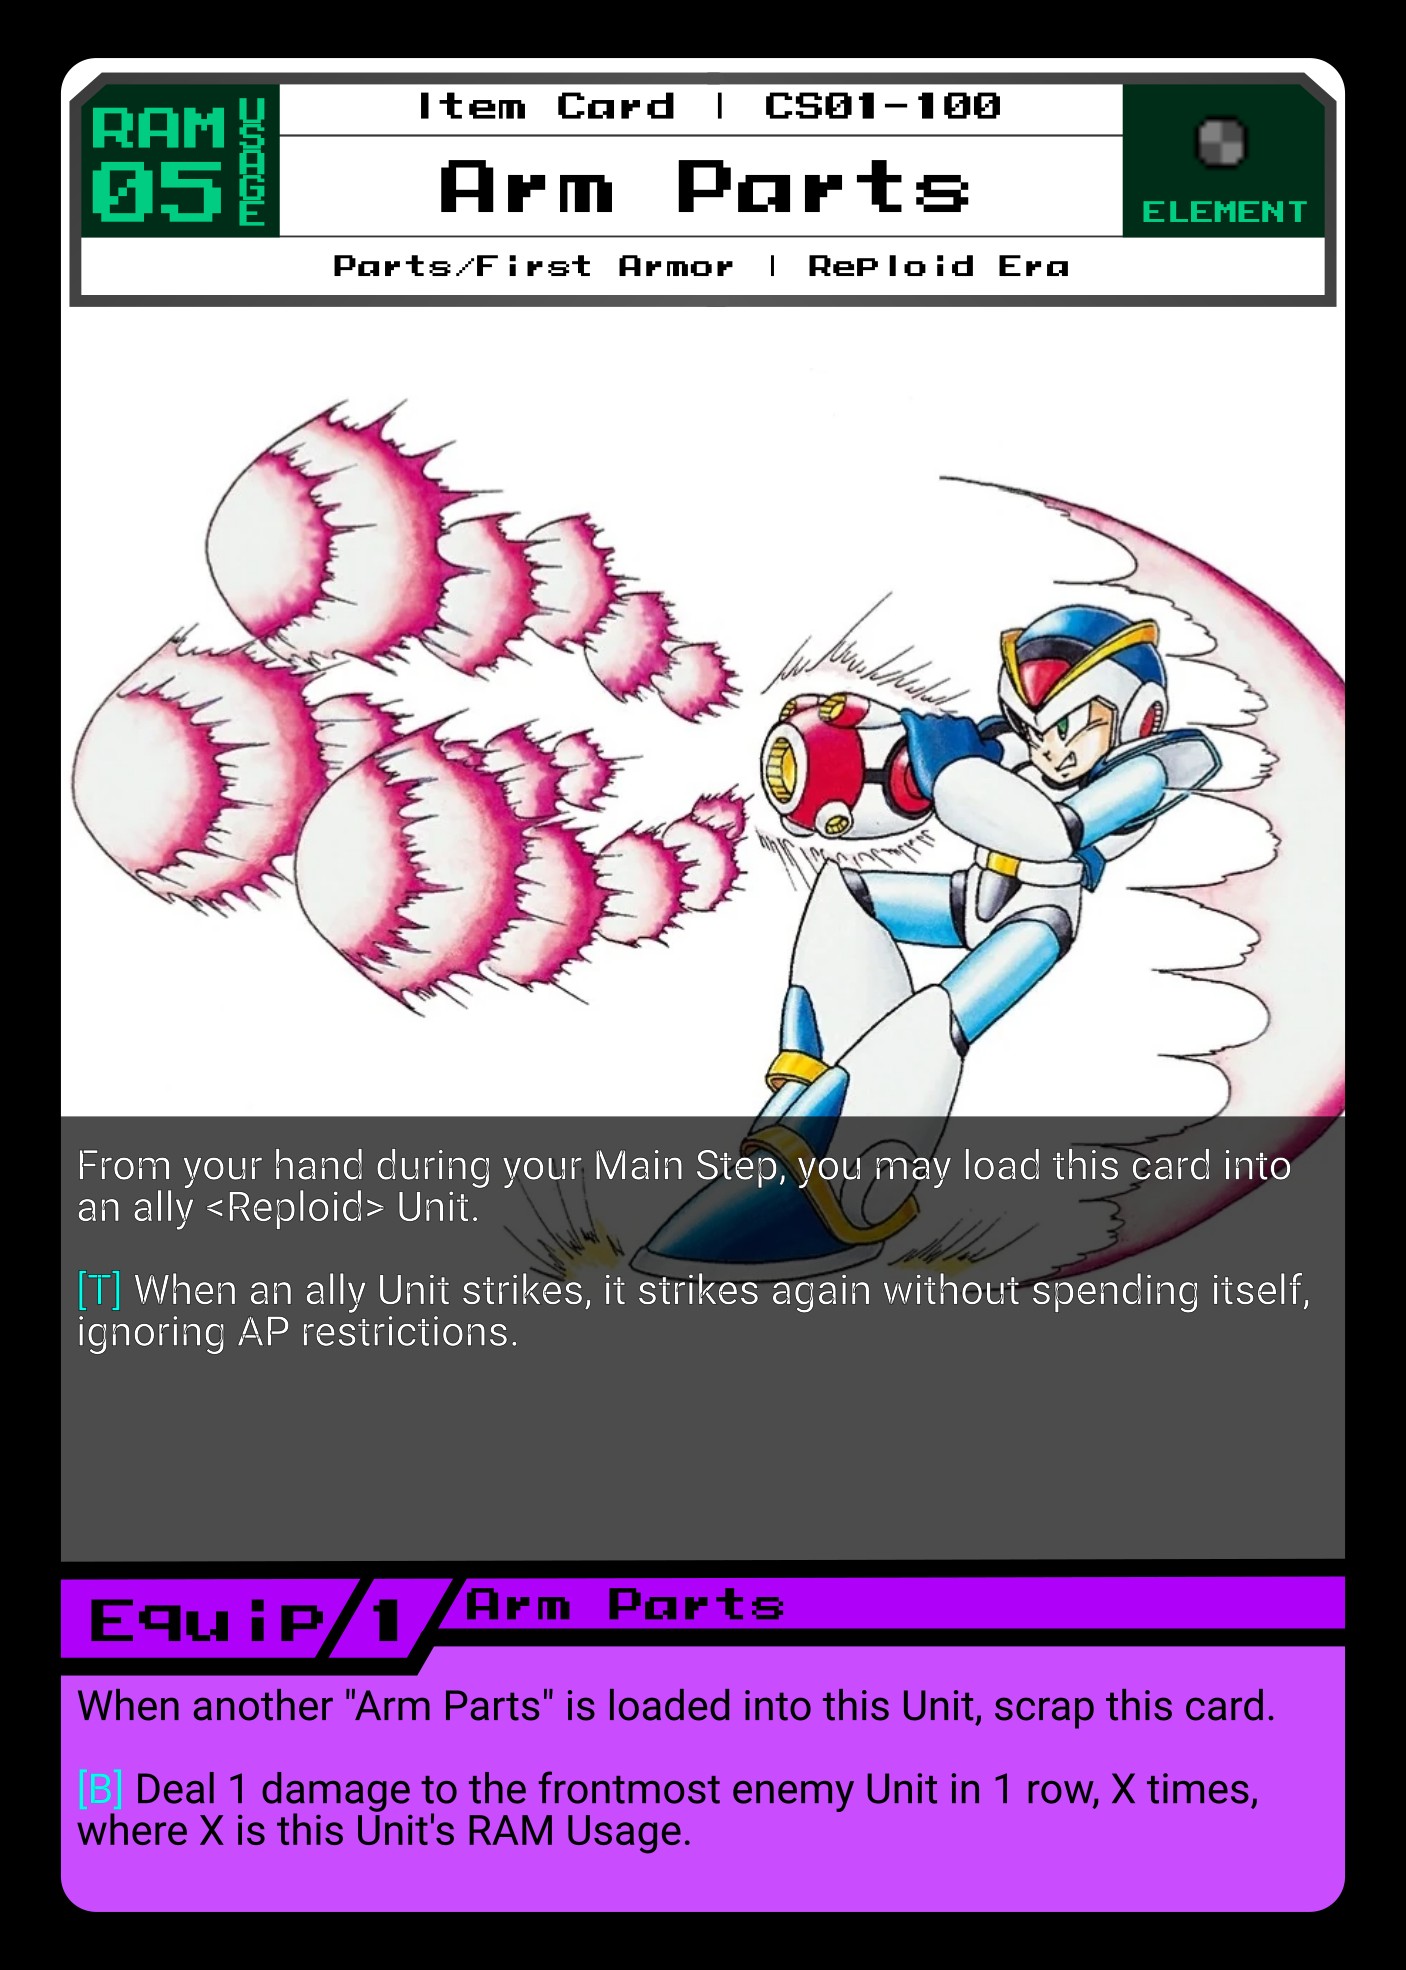 RAM
05
USAGE
Item Card | CS01-100
Arm Parts
ELEMENT
Parts/First Armor | Reploid Era
From your hand during your Main Step, you may load this card into
an ally <Reploid> Unit.
[T] When an ally Unit strikes, it strikes again without spending itself,
ignoring AP restrictions.
Equip/1
Arm Parts
When another "Arm Parts" is loaded into this Unit, scrap this card.
[B] Deal 1 damage to the frontmost enemy Unit in 1 row, X times,
where X is this Unit's RAM Usage.